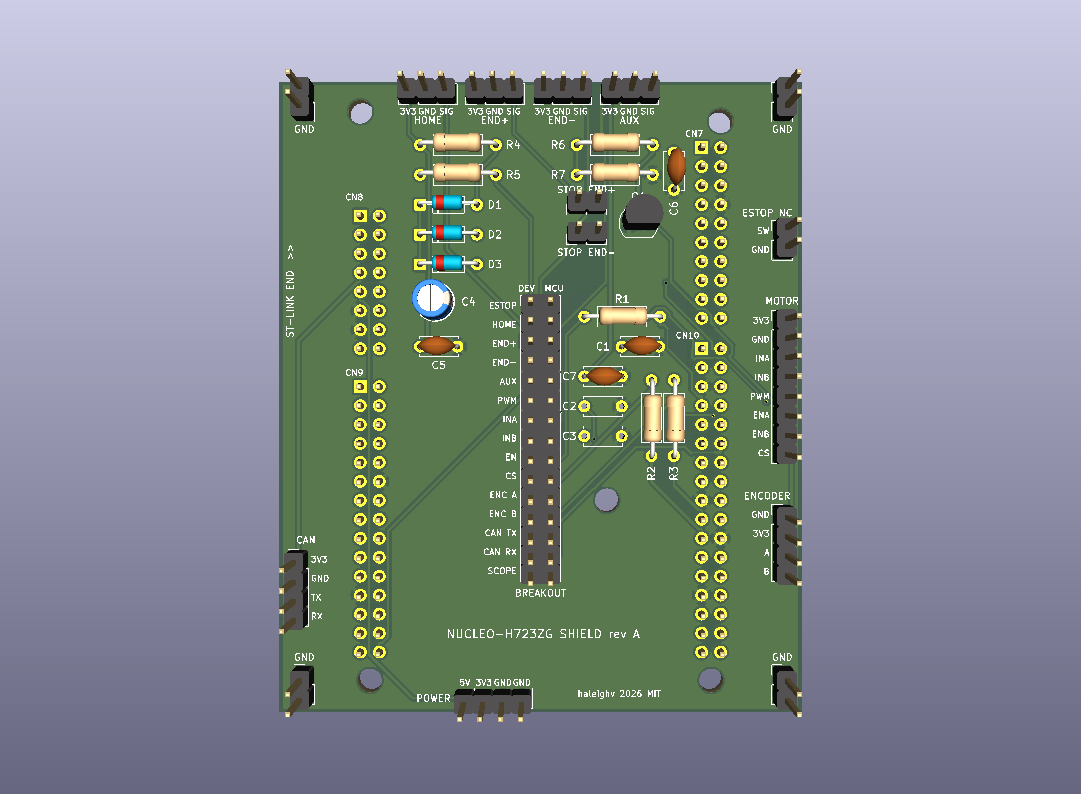 3V3 GND SIG
HOME
3V3 GND SIG
END+
3V3 GND SIG
END-
3V3 GND SIG
AUX
GND
GND
CN7
R4
R6
R5
R7
C6
STOP END+
CN8
D1
D2
D3
STOP END-
ESTOP NC
SW
GND
ST-LINK END >>
DEV MCU
C4
C5
ESTOP
HOME
END+
END-
AUX
PWM
INA
INB
EN
CS
ENC A
ENC B
CAN TX
CAN RX
SCOPE
BREAKOUT
R1
C1
C7
C2
C3
R2
R3
CN10
CN9
MOTOR
3V3
GND
INA
INB
PWM
ENA
ENB
CS
ENCODER
GND
3V3
A
B
CAN
3V3
GND
TX
RX
NUCLEO-H723ZG SHIELD rev A
GND
GND
5V 3V3 GND GND
POWER
haleighv 2026 MIT